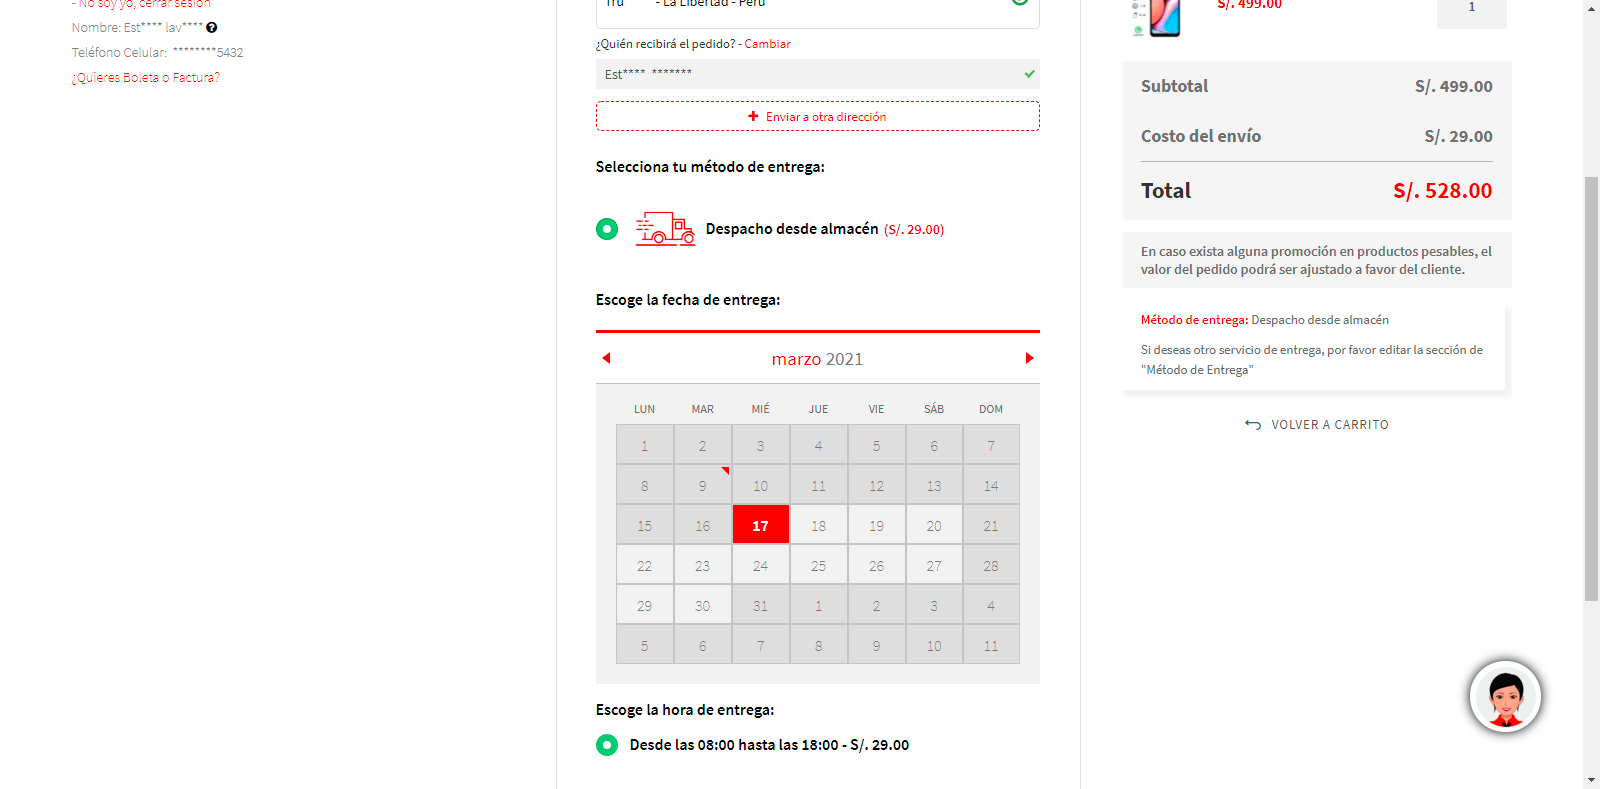 - No soy yo, cerrar sesión
Nombre: Est**** lav****
Teléfono Celular: ********5432
¿Quieres Boleta o Factura?
Tru - La Libertad - Perú
¿Quién recibirá el pedido? - Cambiar
Est**** *******
Enviar a otra dirección
Selecciona tu método de entrega:
Despacho desde almacén (S/. 29.00)
Escoge la fecha de entrega:
marzo 2021
LUN MAR MIÉ JUE VIE SÁB DOM
1 2 3 4 5 6 7
8 9 10 11 12 13 14
15 16 17 18 19 20 21
22 23 24 25 26 27 28
29 30 31 1 2 3 4
5 6 7 8 9 10 11
Escoge la hora de entrega:
Desde las 08:00 hasta las 18:00 - S/. 29.00
S/. 499.00
1
Subtotal S/. 499.00
Costo del envío S/. 29.00
Total S/. 528.00
En caso exista alguna promoción en productos pesables, el
valor del pedido podrá ser ajustado a favor del cliente.
Método de entrega: Despacho desde almacén
Si deseas otro servicio de entrega, por favor editar la sección de
"Método de Entrega"
VOLVER A CARRITO